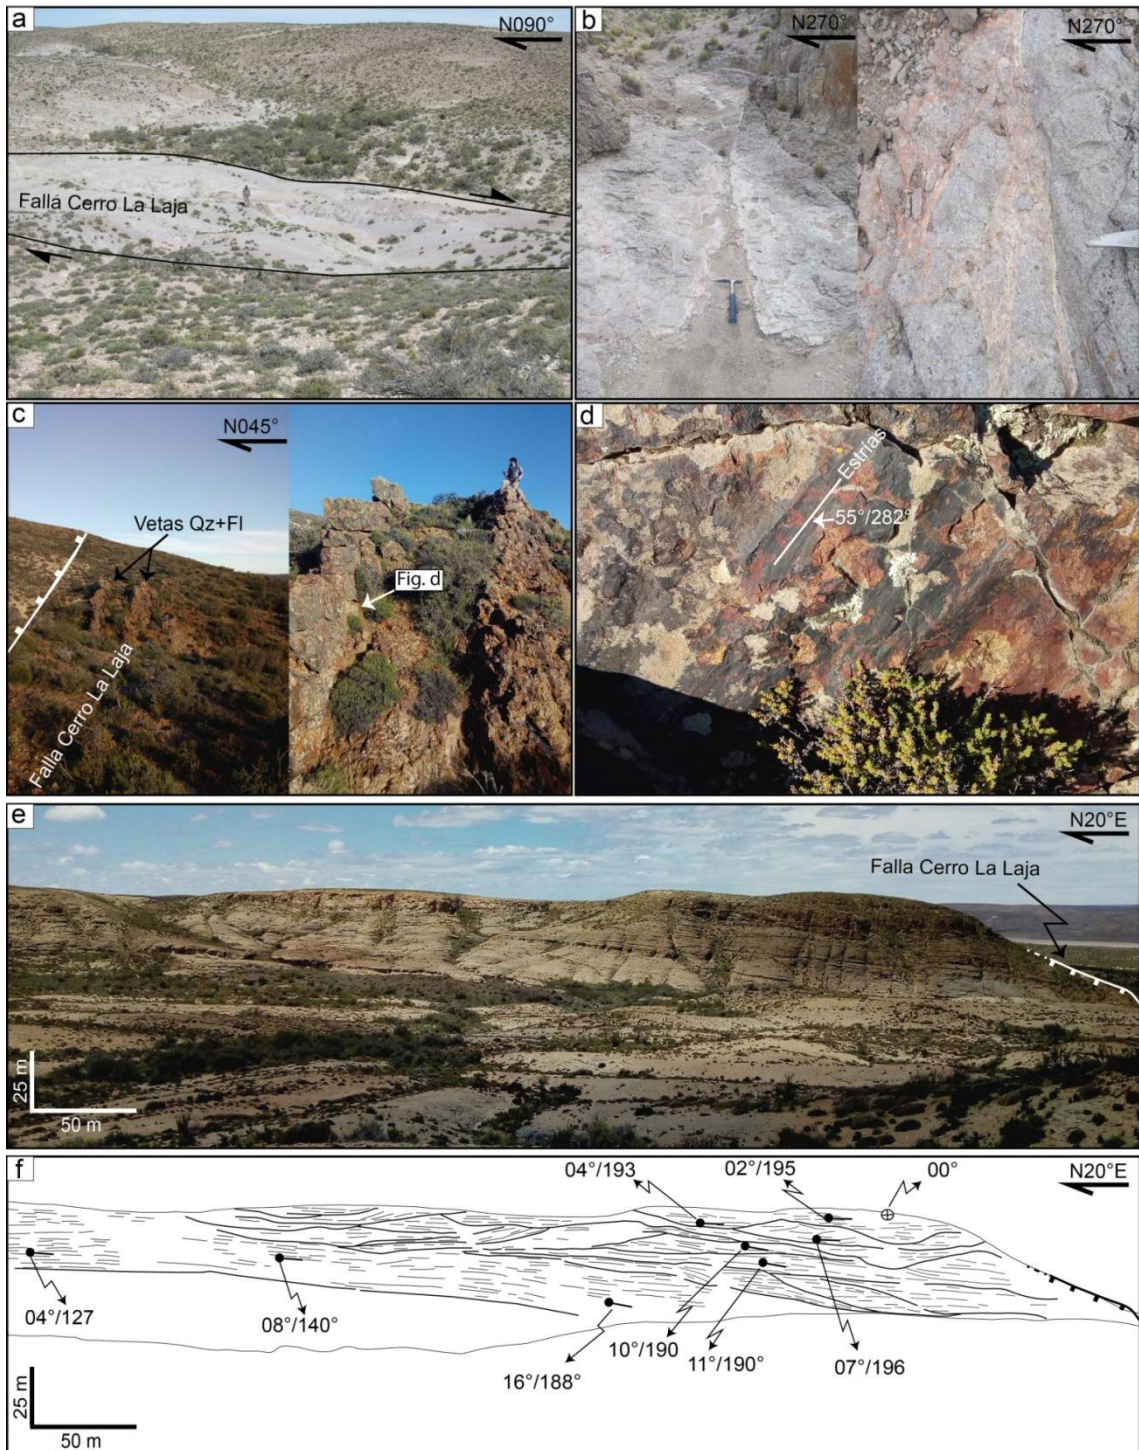 a
N090°
Falla Cerro La Laja
b
N270°
N270°
c
N045°
Vetas Qz+Fl
Falla Cerro La Laja
Fig. d
d
Estrías
55°/282°
e
N20°E
Falla Cerro La Laja
25 m
50 m
f
N20°E
04°/193
02°/195
00°
04°/127
08°/140°
16°/188°
10°/190
11°/190°
07°/196
25 m
50 m